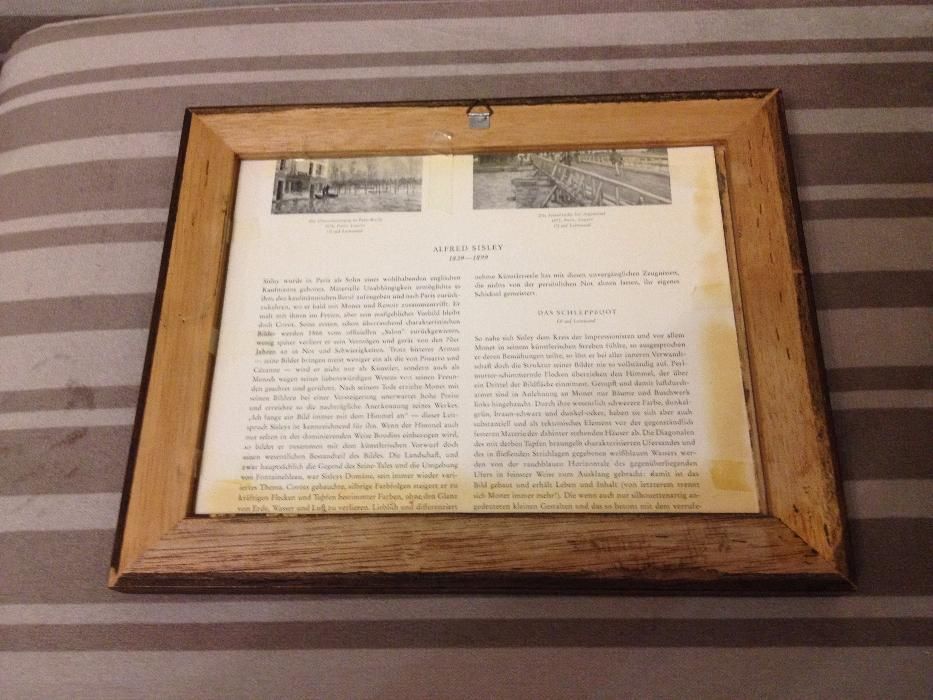 Die Überschwemmung in Port-Marly
1876, Paris, Louvre
Öl auf Leinwand
Die Seinebrücke bei Argenteuil
1872, Paris, Louvre
Öl auf Leinwand
ALFRED SISLEY
1839—1899
Sisley wurde in Paris als Sohn eines wohlhabenden englischen
Kaufmanns geboren. Materielle Unabhängigkeit ermöglichte es
ihm, den kaufmännischen Beruf aufzugeben und nach Paris zurück-
zukehren, wo er bald mit Monet und Renoir zusammentrifft. Er
malt mit ihnen im Freien, aber sein maßgebliches Vorbild bleibt
doch Corot. Seine ersten, schon überraschend charakteristischen
Bilder werden 1866 vom offiziellen „Salon" zurückgewiesen,
wenig später verliert er sein Vermögen und gerät von den 70er
Jahren an in Not und Schwierigkeiten. Trotz bitterer Armut
— seine Bilder bringen meist weniger ein als die von Pissarro und
Cézanne — wird er nicht nur als Künstler, sondern auch als
Mensch wegen seines liebenswürdigen Wesens von seinen Freun-
den geachtet und gerühmt. Nach seinem Tode erzielte Monet mit
seinen Bildern bei einer Versteigerung unerwartet hohe Preise
und erreichte so die nachträgliche Anerkennung seines Werkes.
„Ich fange ein Bild immer mit dem Himmel an" — dieser Leit-
spruch Sisleys ist kennzeichnend für ihn. Wenn der Himmel auch
nur selten in der dominierenden Weise Boudins einbezogen wird,
so bildet er zusammen mit dem künstlerischen Vorwurf doch
einen wesentlichen Bestandteil des Bildes. Die Landschaft, und
zwar hauptsächlich die Gegend des Seine-Tales und die Umgebung
von Fontainebleau, war Sisleys Domäne, sein immer wieder vari-
iertes Thema. Corots gehauchte, silbrige Farbfolgen steigert er zu
kräftigen Flecken und Tupfen bestimmter Farben, ohne den Glanz
von Erde, Wasser und Luft zu verlieren. Lieblich und differenziert
nehme Künstlerseele hat mit diesen unvergänglichen Zeugnissen,
die nichts von der persönlichen Not ahnen lassen, ihr eigenes
Schicksal gemeistert.
DAS SCHLEPPBOOT
Öl auf Leinwand
So nahe sich Sisley dem Kreis der Impressionisten und vor allem
Monet in seinem künstlerischen Streben fühlte, so ausgesprochen
er deren Bemühungen teilte, so löst er bei aller inneren Verwandt-
schaft doch die Struktur seiner Bilder nie so vollständig auf. Perl-
mutter-schimmernde Flocken überziehen den Himmel, der über
ein Drittel der Bildfläche einnimmt. Getupft und damit luftdurch-
atmet sind in Anlehnung an Monet nur Bäume und Buschwerk
links hingebracht. Durch ihre wesentlich schwerere Farbe, dunkel-
grün, braun-schwarz und dunkel-ocker, heben sie sich aber auch
substantiell und als tektonisches Element vor der gegenständlich
festeren Materie der dahinter stehenden Häuser ab. Die Diagonalen
des mit derben Tupfen braungelb charakterisierten Ufersandes und
des in fließenden Strichlagen gegebenen weißblauen Wassers wer-
den von der rauchblauen Horizontale des gegenüberliegenden
Ufers in feinster Weise zum Ausklang gebracht; damit ist das
Bild gebaut und erhält Leben und Inhalt (von letzterem trennt
sich Monet immer mehr!). Die wenn auch nur silhouettenartig an-
gedeuteten kleinen Gestalten und das so betont mit dem verrufe-